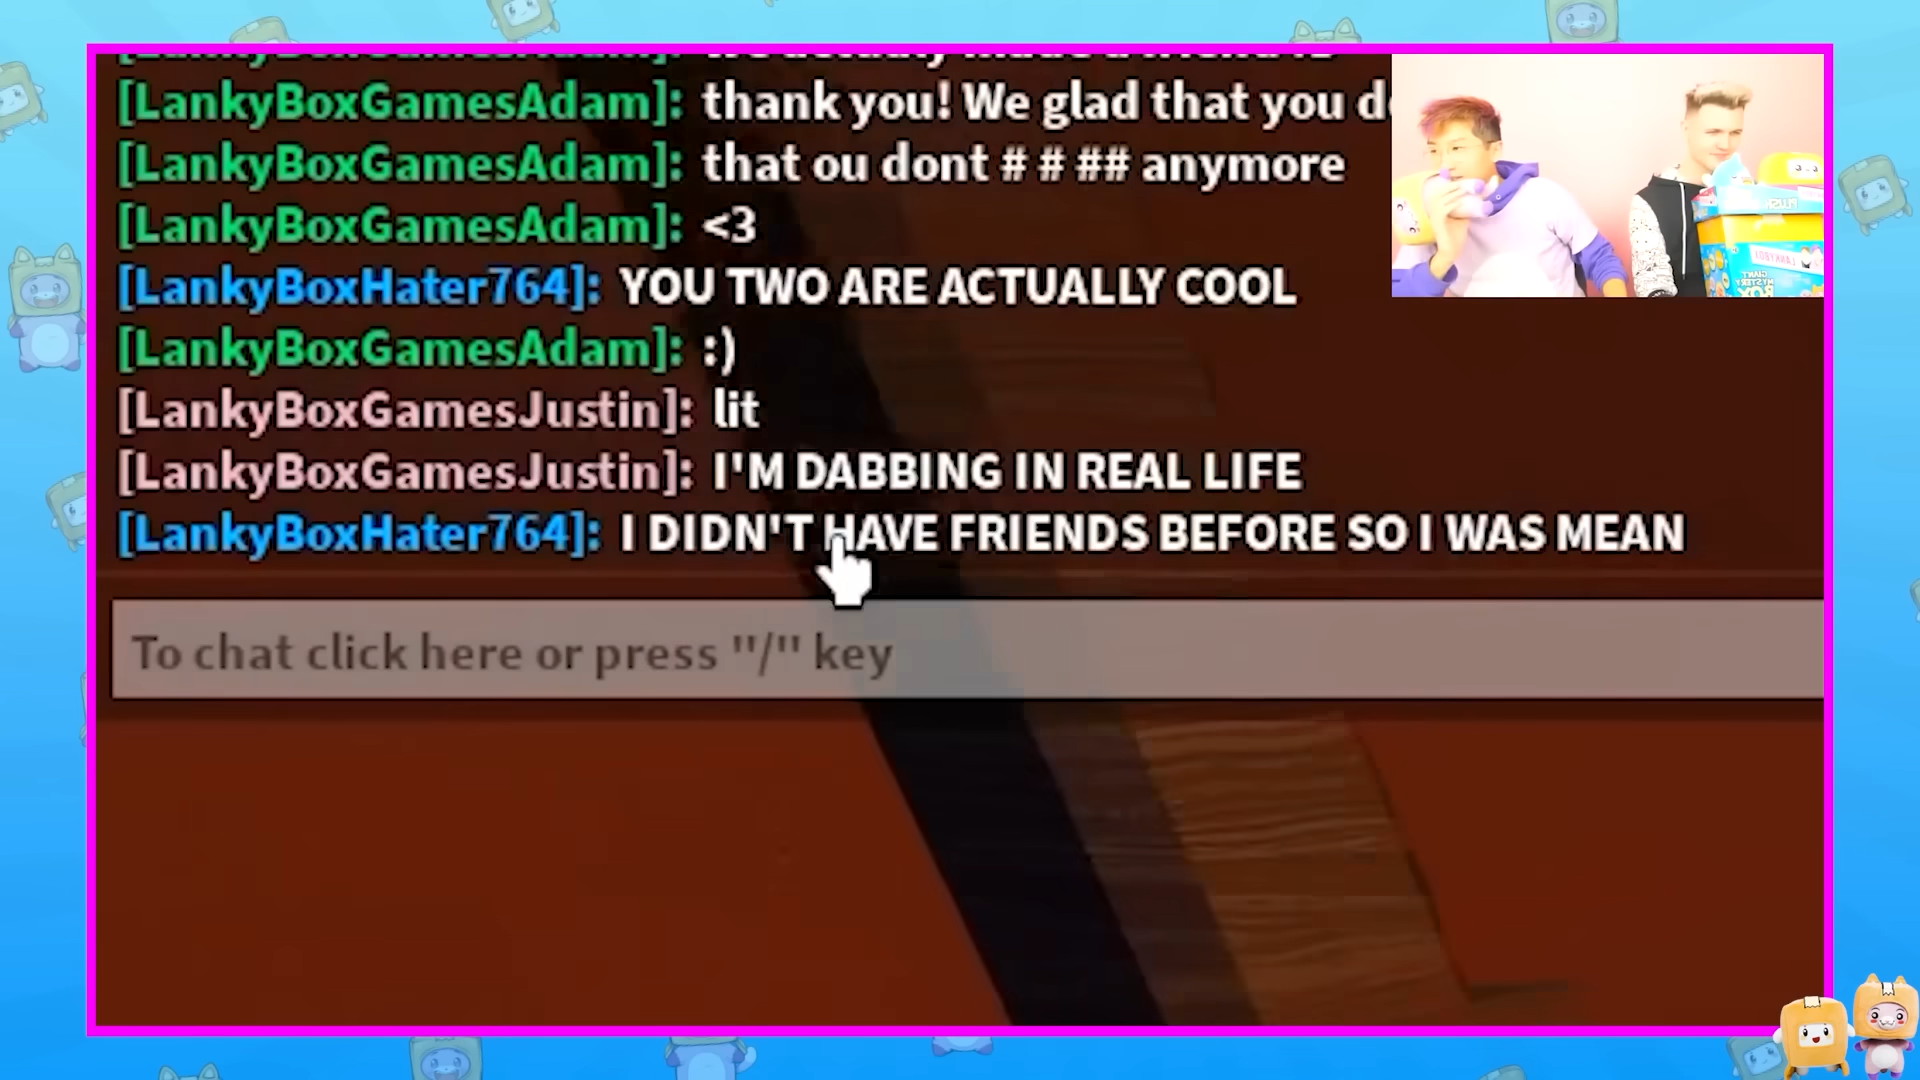 [LankyBoxGamesAdam]: thank you! We glad that you d
[LankyBoxGamesAdam]: that ou dont # # ## anymore
[LankyBoxGamesAdam]: <3
[LankyBoxHater764]: YOU TWO ARE ACTUALLY COOL
[LankyBoxGamesAdam]: :)
[LankyBoxGamesJustin]: lit
[LankyBoxGamesJustin]: I'M DABBING IN REAL LIFE
[LankyBoxHater764]: I DIDN'T HAVE FRIENDS BEFORE SO I WAS MEAN
To chat click here or press "/" key